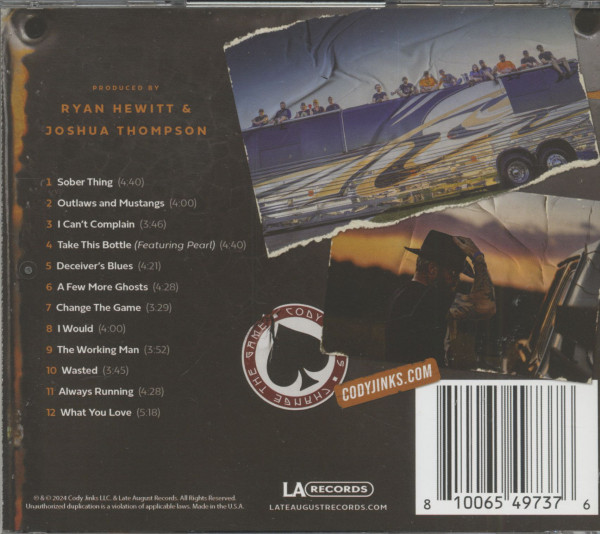 PRODUCED BY
RYAN HEWITT &
JOSHUA THOMPSON
1 Sober Thing (4:40)
2 Outlaws and Mustangs (4:00)
3 I Can't Complain (3:46)
4 Take This Bottle (Featuring Pearl) (4:40)
5 Deceiver's Blues (4:21)
6 A Few More Ghosts (4:28)
7 Change The Game (3:29)
8 I Would (4:00)
9 The Working Man (3:52)
10 Wasted (3:45)
11 Always Running (4:28)
12 What You Love (5:18)
CODY
CHANGE THE GAME
CODYJINKS.COM
℗ & © 2024 Cody Jinks LLC. & Late August Records. All Rights Reserved.
Unauthorized duplication is a violation of applicable laws. Made in the U.S.A.
LA RECORDS
LATEAUGUSTRECORDS.COM
8 10065 49737 6